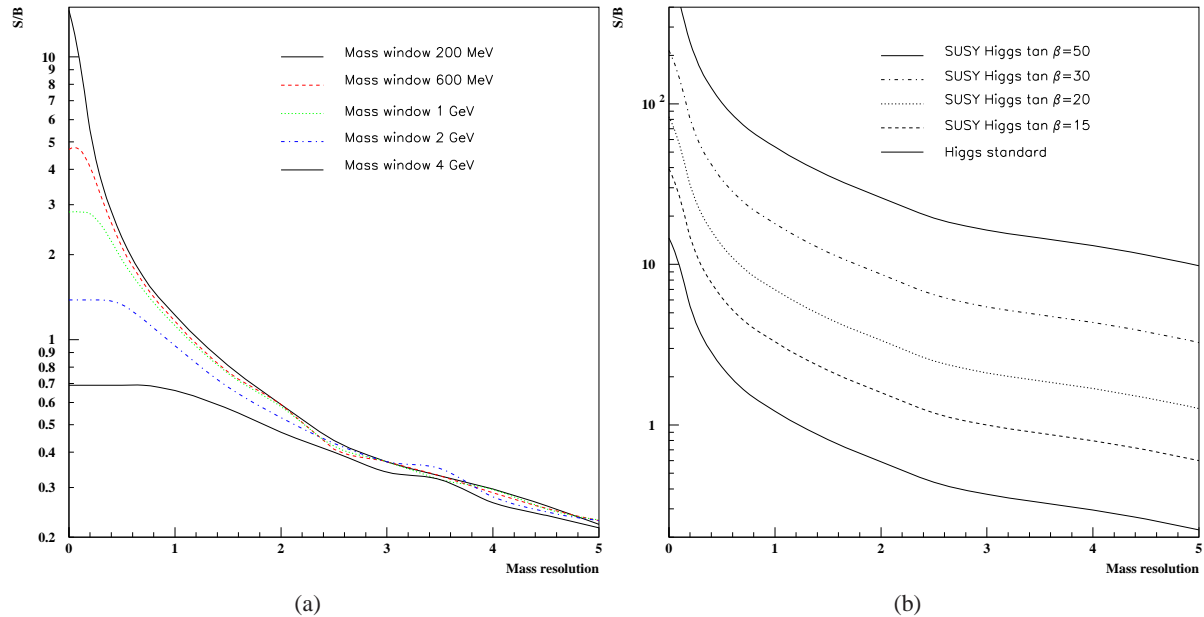 S/B
10
9
8
7
6
5
4
3
2
1
0.9
0.8
0.7
0.6
0.5
0.4
0.3
0.2
0 1 2 3 4 5
Mass resolution
Mass window 200 MeV
Mass window 600 MeV
Mass window 1 GeV
Mass window 2 GeV
Mass window 4 GeV
(a)
S/B
10 2
10
1
0 1 2 3 4 5
Mass resolution
SUSY Higgs tan β=50
SUSY Higgs tan β=30
SUSY Higgs tan β=20
SUSY Higgs tan β=15
Higgs standard
(b)